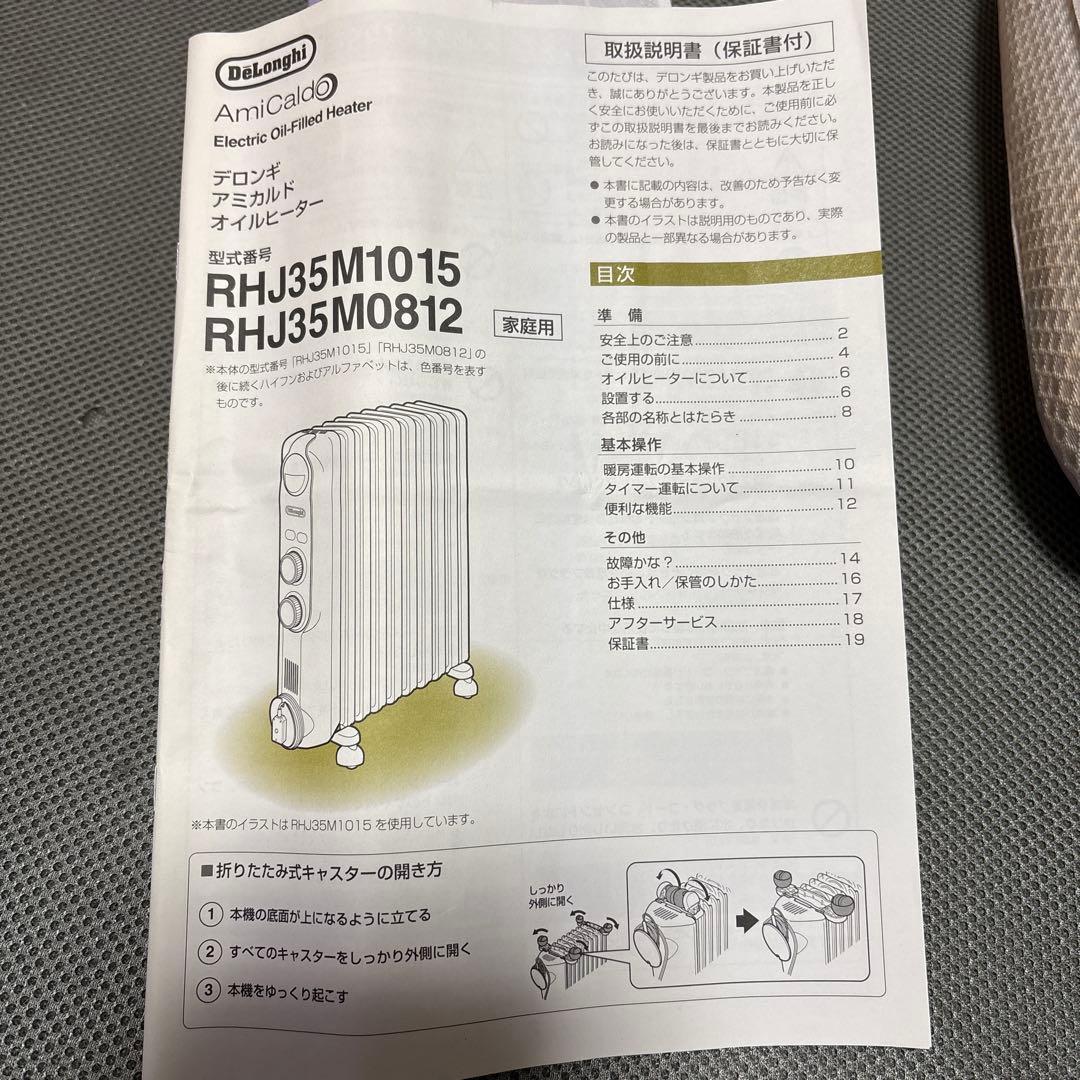 DeLonghi
AmiCaldo
Electric Oil-Filled Heater
デロンギ
アミカルド
オイルヒーター
型式番号
RHJ35M1015
RHJ35M0812
家庭用
※本体の型式番号「RHJ35M1015」「RHJ35M0812」の
後に続くハイフンおよびアルファベットは、色番号を表す
ものです。
DeLonghi
※本書のイラストはRHJ35M1015 を使用しています。
取扱説明書（保証書付）
このたびは、デロンギ製品をお買い上げいただ
き、誠にありがとうございます。本製品を正し
く安全にお使いいただくために、ご使用前に必
ずこの取扱説明書を最後までお読みください。
お読みになった後は、保証書とともに大切に保
管してください。
● 本書に記載の内容は、改善のため予告なく変
更する場合があります。
● 本書のイラストは説明用のものであり、実際
の製品と一部異なる場合があります。
目次
準 備
安全上のご注意 2
ご使用の前に 4
オイルヒーターについて 6
設置する 6
各部の名称とはたらき 8
基本操作
暖房運転の基本操作 10
タイマー運転について 11
便利な機能 12
その他
故障かな？ 14
お手入れ／保管のしかた 16
仕様 17
アフターサービス 18
保証書 19
■折りたたみ式キャスターの開き方
① 本機の底面が上になるように立てる
② すべてのキャスターをしっかり外側に開く
③ 本機をゆっくり起こす
しっかり
外側に開く